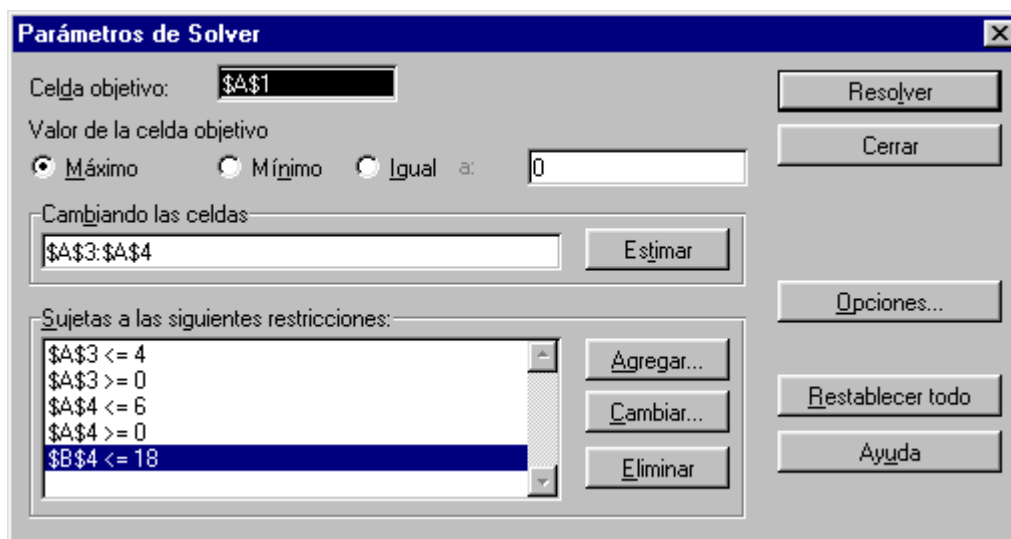 Parámetros de Solver
Celda objetivo: $A$1
Resolver
Valor de la celda objetivo
Cerrar
Máximo Mínimo Igual a: 0
Cambiando las celdas
$A$3:$A$4 Estimar
Opciones...
Sujetas a las siguientes restricciones:
$A$3 <= 4
$A$3 >= 0
$A$4 <= 6
$A$4 >= 0
$B$4 <= 18
Agregar...
Cambiar...
Eliminar
Restablecer todo
Ayuda